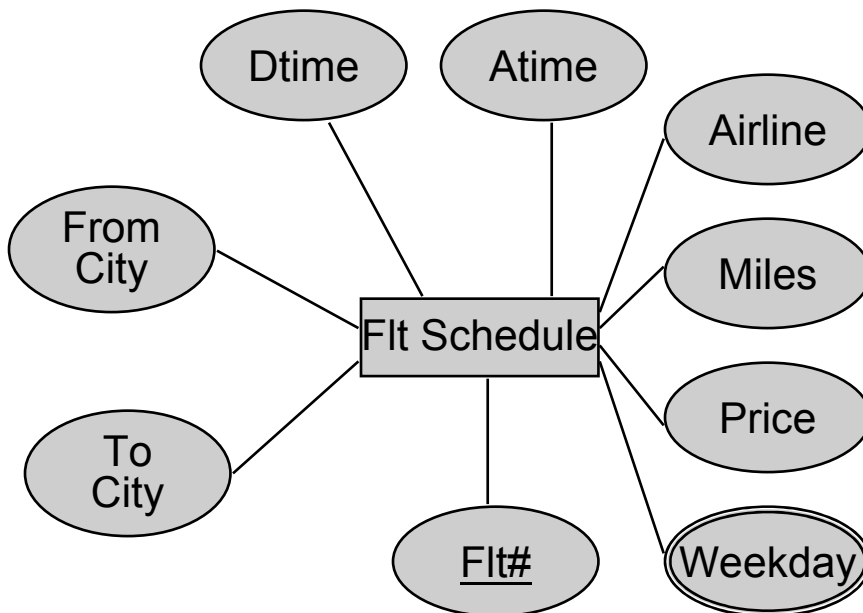 Dtime
Atime
Airline
From
City
Miles
Flt Schedule
Price
To
City
Flt#
Weekday